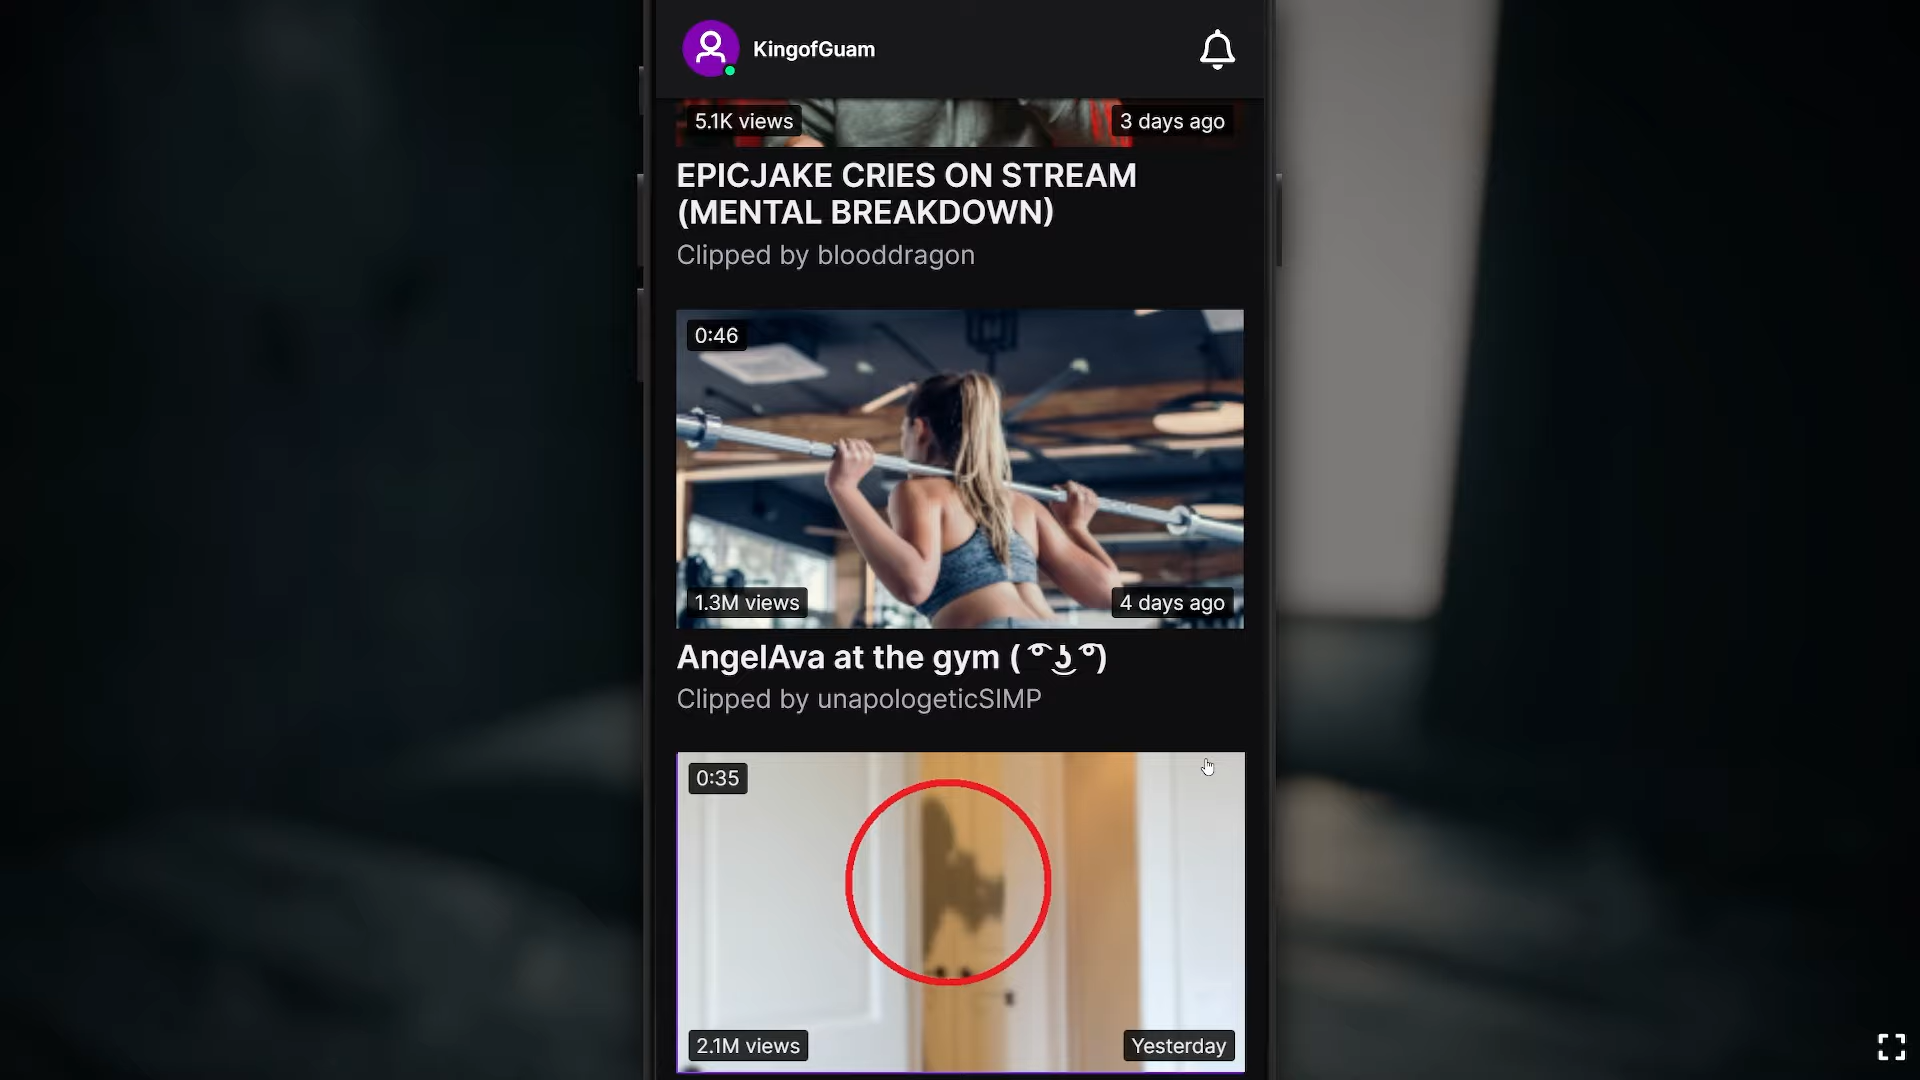 KingofGuam
5.1K views
3 days ago
EPICJAKE CRIES ON STREAM
(MENTAL BREAKDOWN)
Clipped by blooddragon
0:46
1.3M views
4 days ago
AngelAva at the gym ( ͡° ͜ʖ ͡°)
Clipped by unapologeticSIMP
0:35
2.1M views
Yesterday